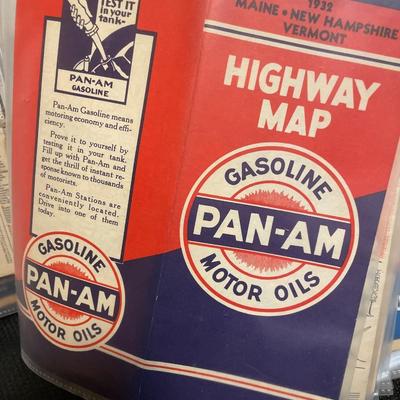 TEST IT
in your
tank-
PAN-AM
GASOLINE
Pan-Am Gasoline means
motoring economy and effi-
ciency.
Prove it to yourself by
testing it in your tank.
Fill up with Pan-Am and
get the thrill of instant re-
sponse known to thousands
of motorists.
Pan-Am Stations are
conveniently located.
Drive into one of them
today.
GASOLINE
PAN-AM
MOTOR OILS
1932
MAINE • NEW HAMPSHIRE
VERMONT
HIGHWAY
MAP
GASOLINE
PAN-AM
MOTOR OILS